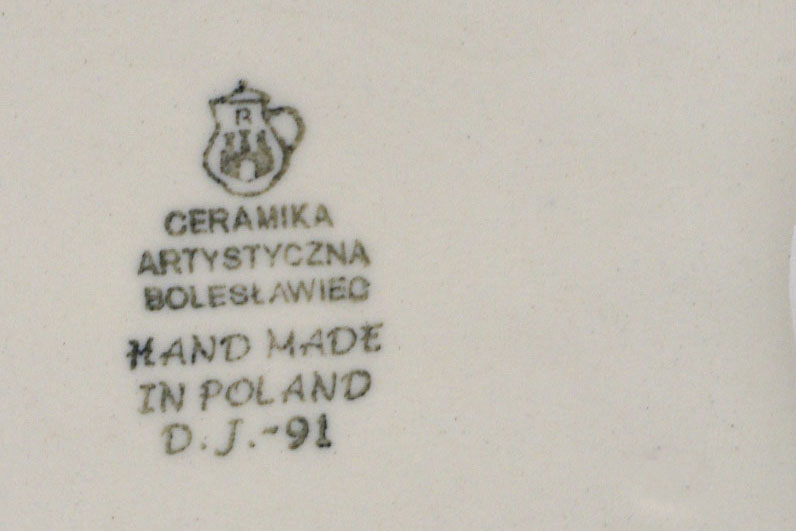 R
CERAMIKA
ARTYSTYCZNA
BOLESŁAWIEC
HAND MADE
IN POLAND
D.J.-91